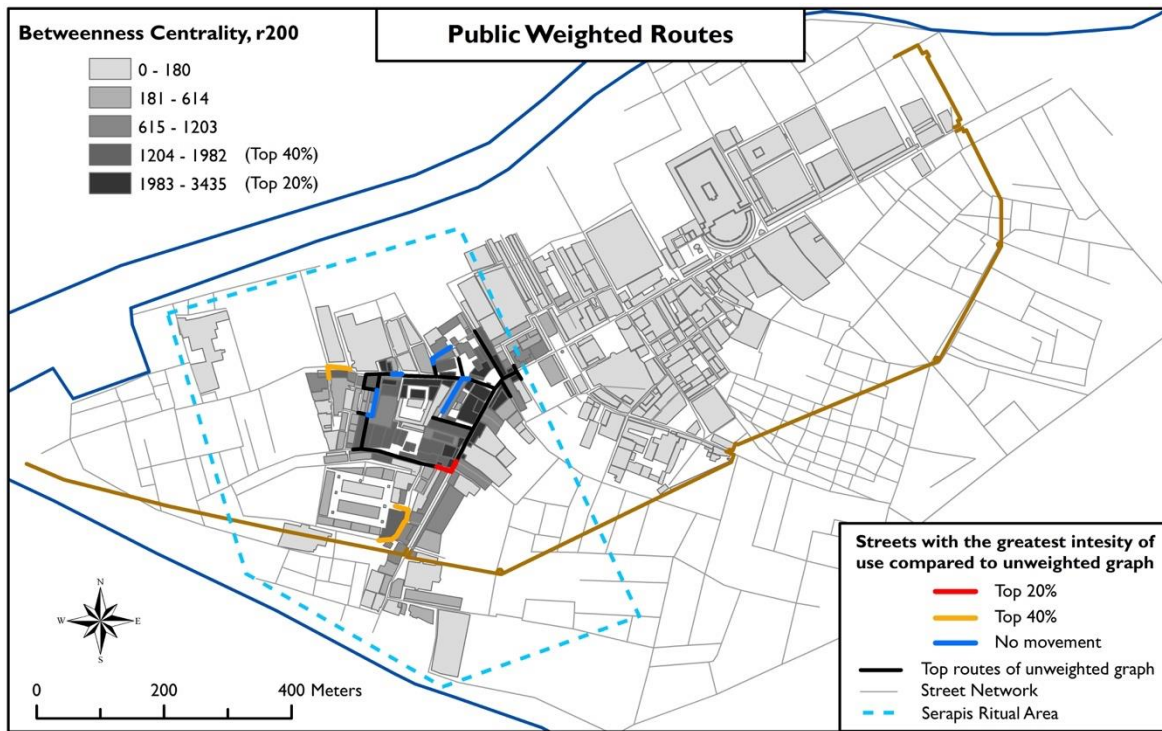 Public Weighted Routes
Betweenness Centrality, r200
0 - 180
181 - 614
615 - 1203
1204 - 1982 (Top 40%)
1983 - 3435 (Top 20%)
N
W E
S
0 200 400 Meters
Streets with the greatest intesity of
use compared to unweighted graph
Top 20%
Top 40%
No movement
Top routes of unweighted graph
Street Network
Serapis Ritual Area